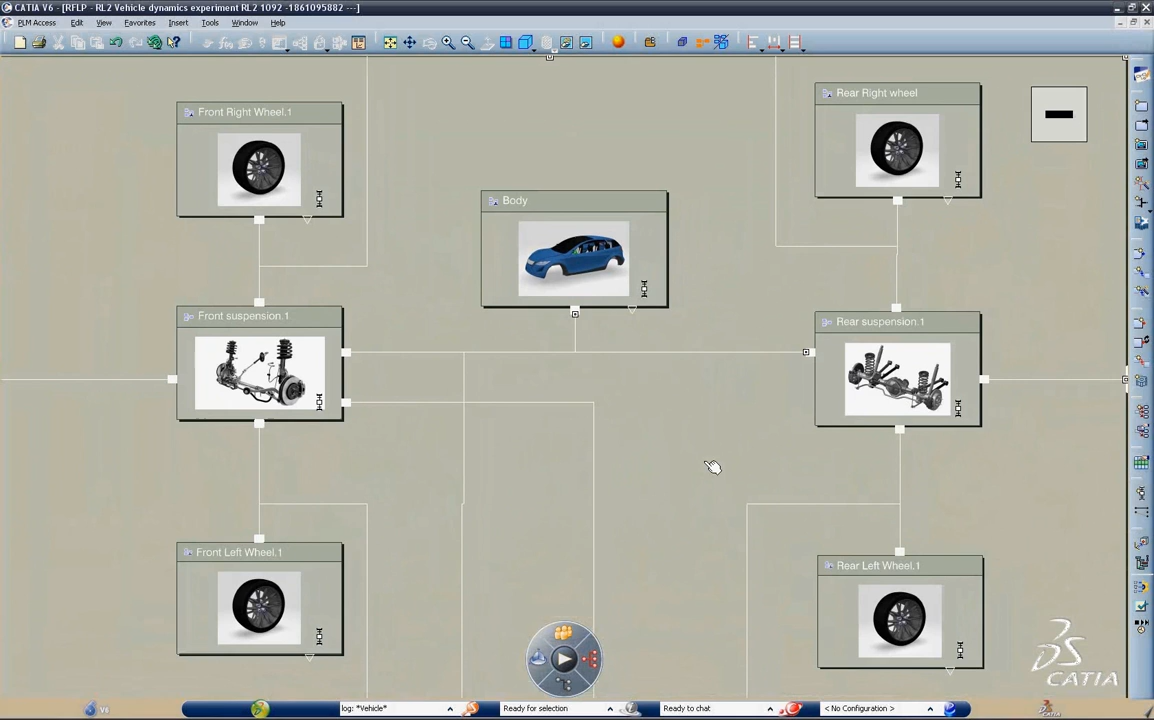 CATIA V6 - [RFLP - RL2 Vehicle dynamics experiment RL2 1092 -1861095882 ---]
PLM Access Edit View Favorites Insert Tools Window Help
Front Right Wheel.1
Rear Right wheel
Body
Front suspension.1
Rear suspension.1
Front Left Wheel.1
Rear Left Wheel.1
CATIA
V6
log: *Vehicle*
Ready for selection
Ready to chat
< No Configuration >